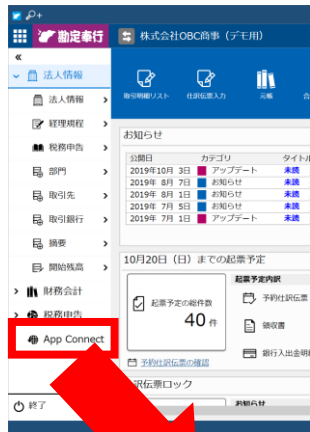 勘定奉行
株式会社OBC商事（デモ用）
法人情報
法人情報
経理規程
税務申告
部門
取引先
取引銀行
摘要
開始残高
財務会計
税務申告
App Connect
終了
取引明細リスト
仕訳伝票入力
元帳
お知らせ
公開日 カテゴリ タイトル
2019年10月 3日 アップデート 未読
2019年 8月 7日 お知らせ 未読
2019年 8月 1日 お知らせ 未読
2019年 7月 5日 お知らせ 未読
2019年 7月 1日 アップデート 未読
10月20日（日）までの起票予定
起票予定の総件数
40 件
予約仕訳伝票の確認
起票予定内訳
予約仕訳伝票
領収書
銀行入出金明
訳伝票ロック
お知らせ